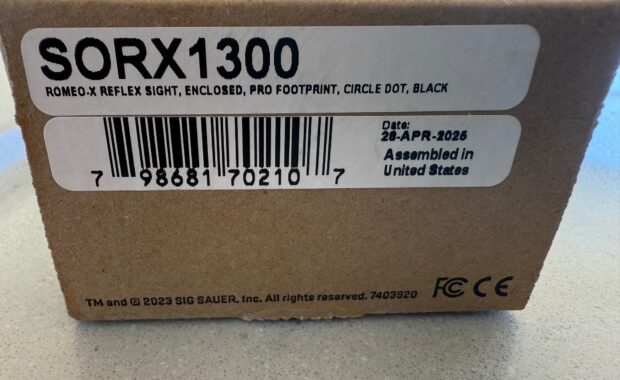 SORX1300
ROMEO-X REFLEX SIGHT, ENCLOSED, PRO FOOTPRINT, CIRCLE DOT, BLACK
Date:
28-APR-2025
Assembled in
United States
7 98681 70210 7
TM and © 2023 SIG SAUER, Inc. All rights reserved. 7403920
FC CE